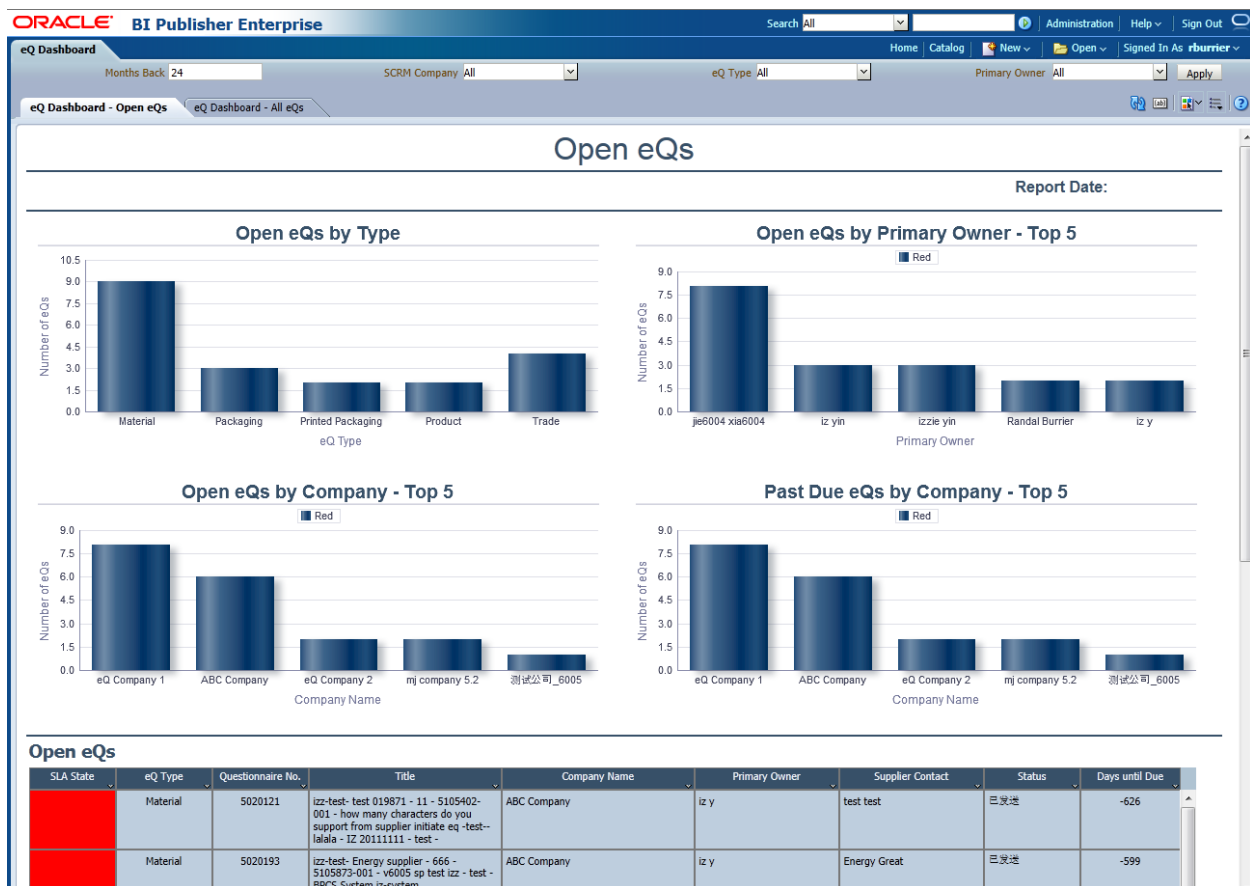 ORACLE BI Publisher Enterprise
Search All Administration Help Sign Out
eQ Dashboard
Home Catalog New Open Signed In As rburrier
Months Back 24 SCRM Company All eQ Type All Primary Owner All Apply
eQ Dashboard - Open eQs eQ Dashboard - All eQs
Open eQs
Report Date:
Open eQs by Type
10.5
9.0
7.5
6.0
4.5
3.0
1.5
0.0
Number of eQs
Material Packaging Printed Packaging Product Trade
eQ Type
Open eQs by Primary Owner - Top 5
Red
9.0
7.5
6.0
4.5
3.0
1.5
0.0
Number of eQs
jie6004 xia6004 iz yin izzie yin Randal Burrier iz y
Primary Owner
Open eQs by Company - Top 5
Red
9.0
7.5
6.0
4.5
3.0
1.5
0.0
Number of eQs
eQ Company 1 ABC Company eQ Company 2 mj company 5.2 测试公司_6005
Company Name
Past Due eQs by Company - Top 5
Red
9.0
7.5
6.0
4.5
3.0
1.5
0.0
Number of eQs
eQ Company 1 ABC Company eQ Company 2 mj company 5.2 测试公司_6005
Company Name
Open eQs
SLA State eQ Type Questionnaire No. Title Company Name Primary Owner Supplier Contact Status Days until Due
Material 5020121 izz-test- test 019871 - 11 - 5105402- ABC Company iz y test test 已发送 -626
001 - how many characters do you
support from supplier initiate eq -test--
lalala - IZ 20111111 - test -
Material 5020193 izz-test- Energy supplier - 666 - ABC Company iz y Energy Great 已发送 -599
5105873-001 - v6005 sp test izz - test -
BPCS System iz-system